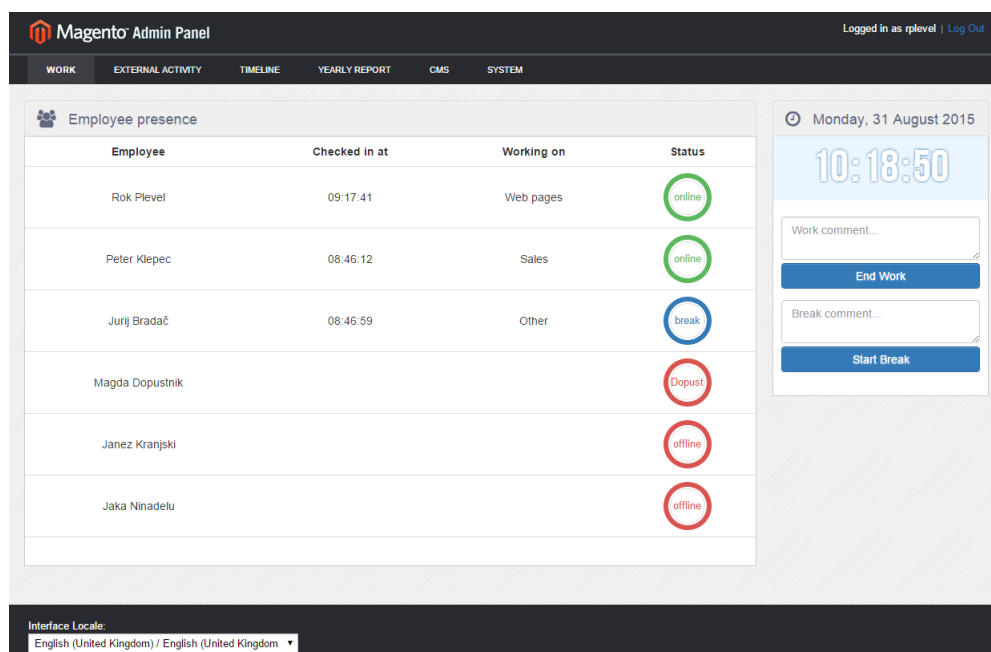 Magento Admin Panel
Logged in as rplevel | Log Out
WORK EXTERNAL ACTIVITY TIMELINE YEARLY REPORT CMS SYSTEM
Employee presence
Employee Checked in at Working on Status
Rok Plevel 09:17:41 Web pages online
Peter Klepec 08:46:12 Sales online
Jurij Bradač 08:46:59 Other break
Magda Dopustnik Dopust
Janez Kranjski offline
Jaka Ninadelu offline
Monday, 31 August 2015
10:18:50
Work comment...
End Work
Break comment...
Start Break
Interface Locale:
English (United Kingdom) / English (United Kingdom